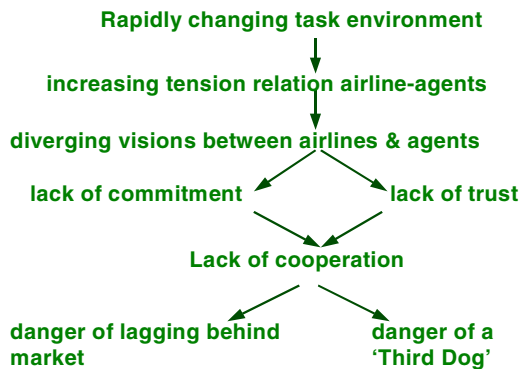 Rapidly changing task environment
increasing tension relation airline-agents
diverging visions between airlines & agents
lack of commitment
lack of trust
Lack of cooperation
danger of lagging behind
market
danger of a
‘Third Dog’